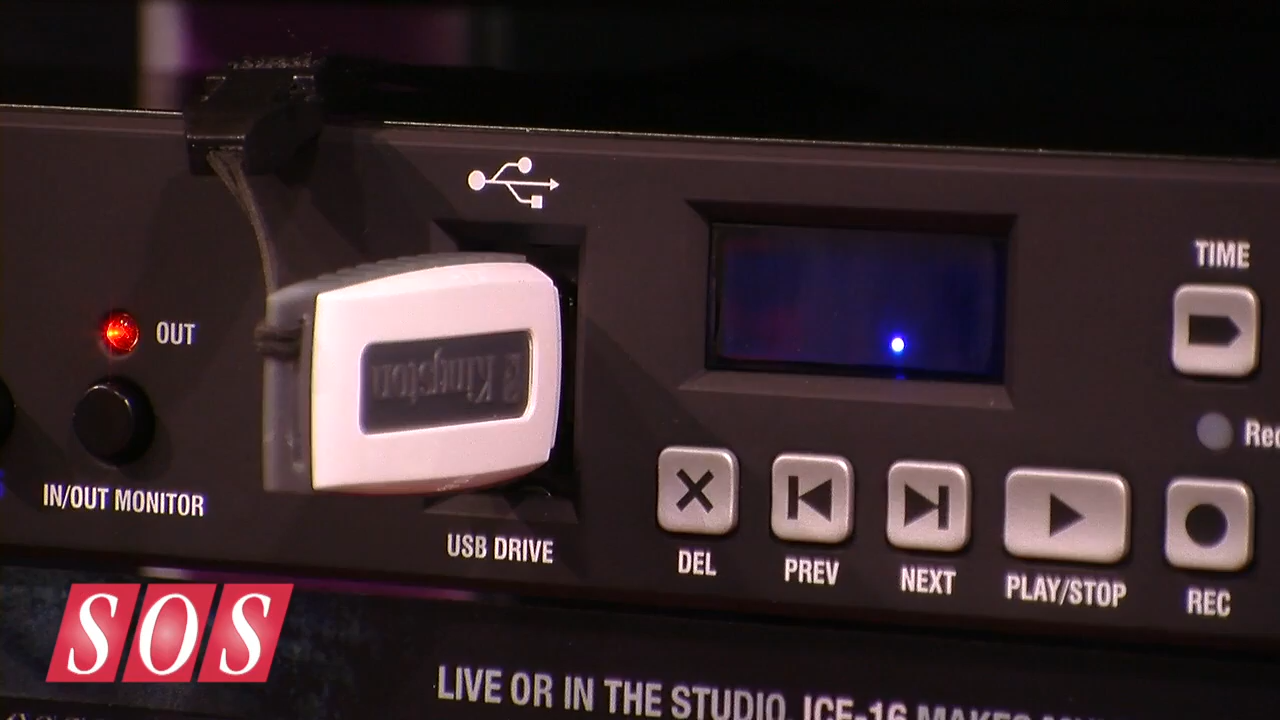 TIME
OUT
Kingston
Rec
IN/OUT MONITOR
USB DRIVE
DEL
PREV
NEXT
PLAY/STOP
REC
SOS
LIVE OR IN THE STUDIO, ICE-16 MAKES